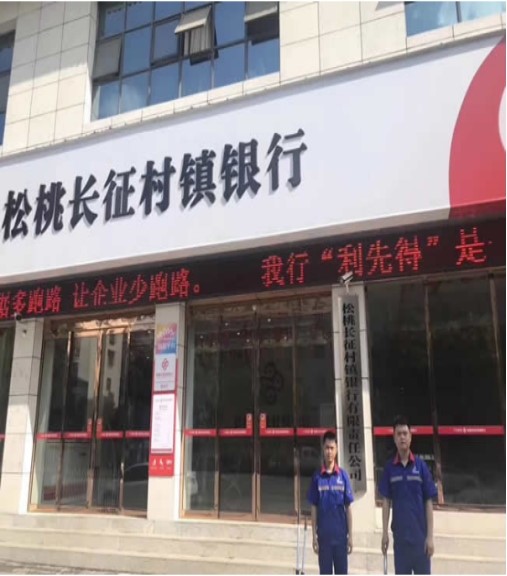 松桃长征村镇银行
多跑路 让企业少跑路。 我行“利先得”是
松桃长征村镇银行有限责任公司